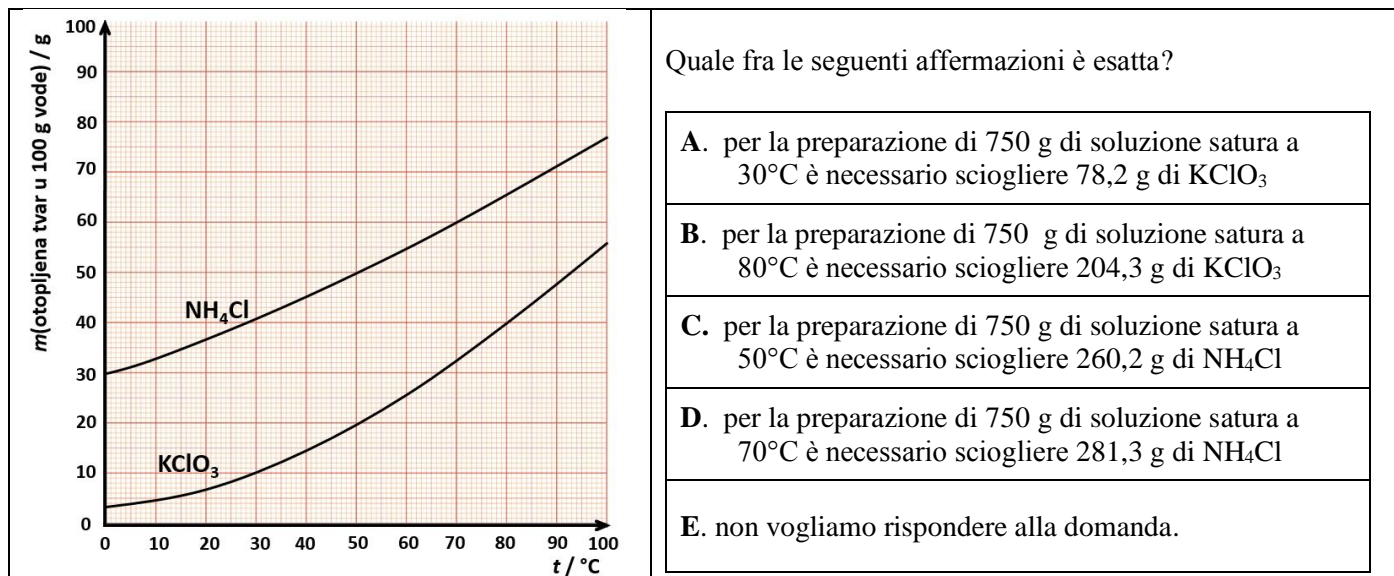 m(otopljena tvar u 100 g vode) / g
100
90
80
70
60
50
40
30
20
10
0
NH₄Cl
KClO₃
0 10 20 30 40 50 60 70 80 90 100
t / °C
Quale fra le seguenti affermazioni è esatta?
A. per la preparazione di 750 g di soluzione satura a
30°C è necessario sciogliere 78,2 g di KClO₃
B. per la preparazione di 750 g di soluzione satura a
80°C è necessario sciogliere 204,3 g di KClO₃
C. per la preparazione di 750 g di soluzione satura a
50°C è necessario sciogliere 260,2 g di NH₄Cl
D. per la preparazione di 750 g di soluzione satura a
70°C è necessario sciogliere 281,3 g di NH₄Cl
E. non vogliamo rispondere alla domanda.